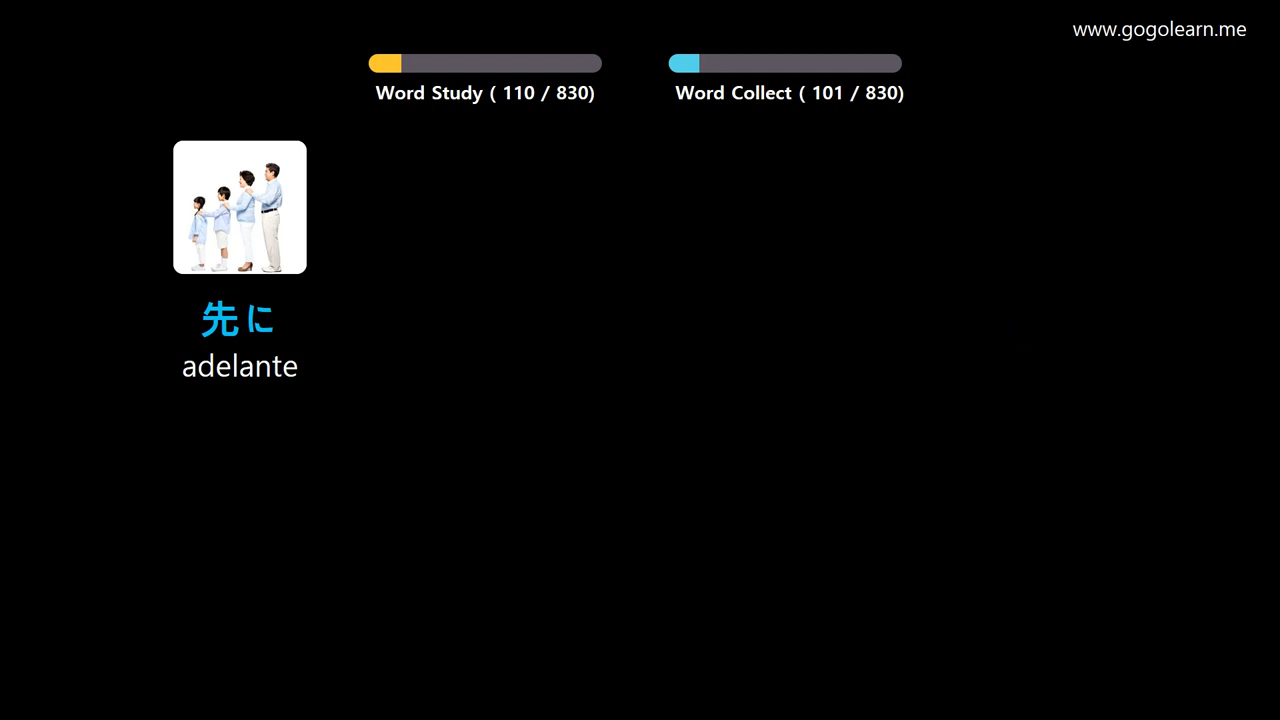 www.gogolearn.me
Word Study ( 110 / 830)
Word Collect ( 101 / 830)
先に
adelante